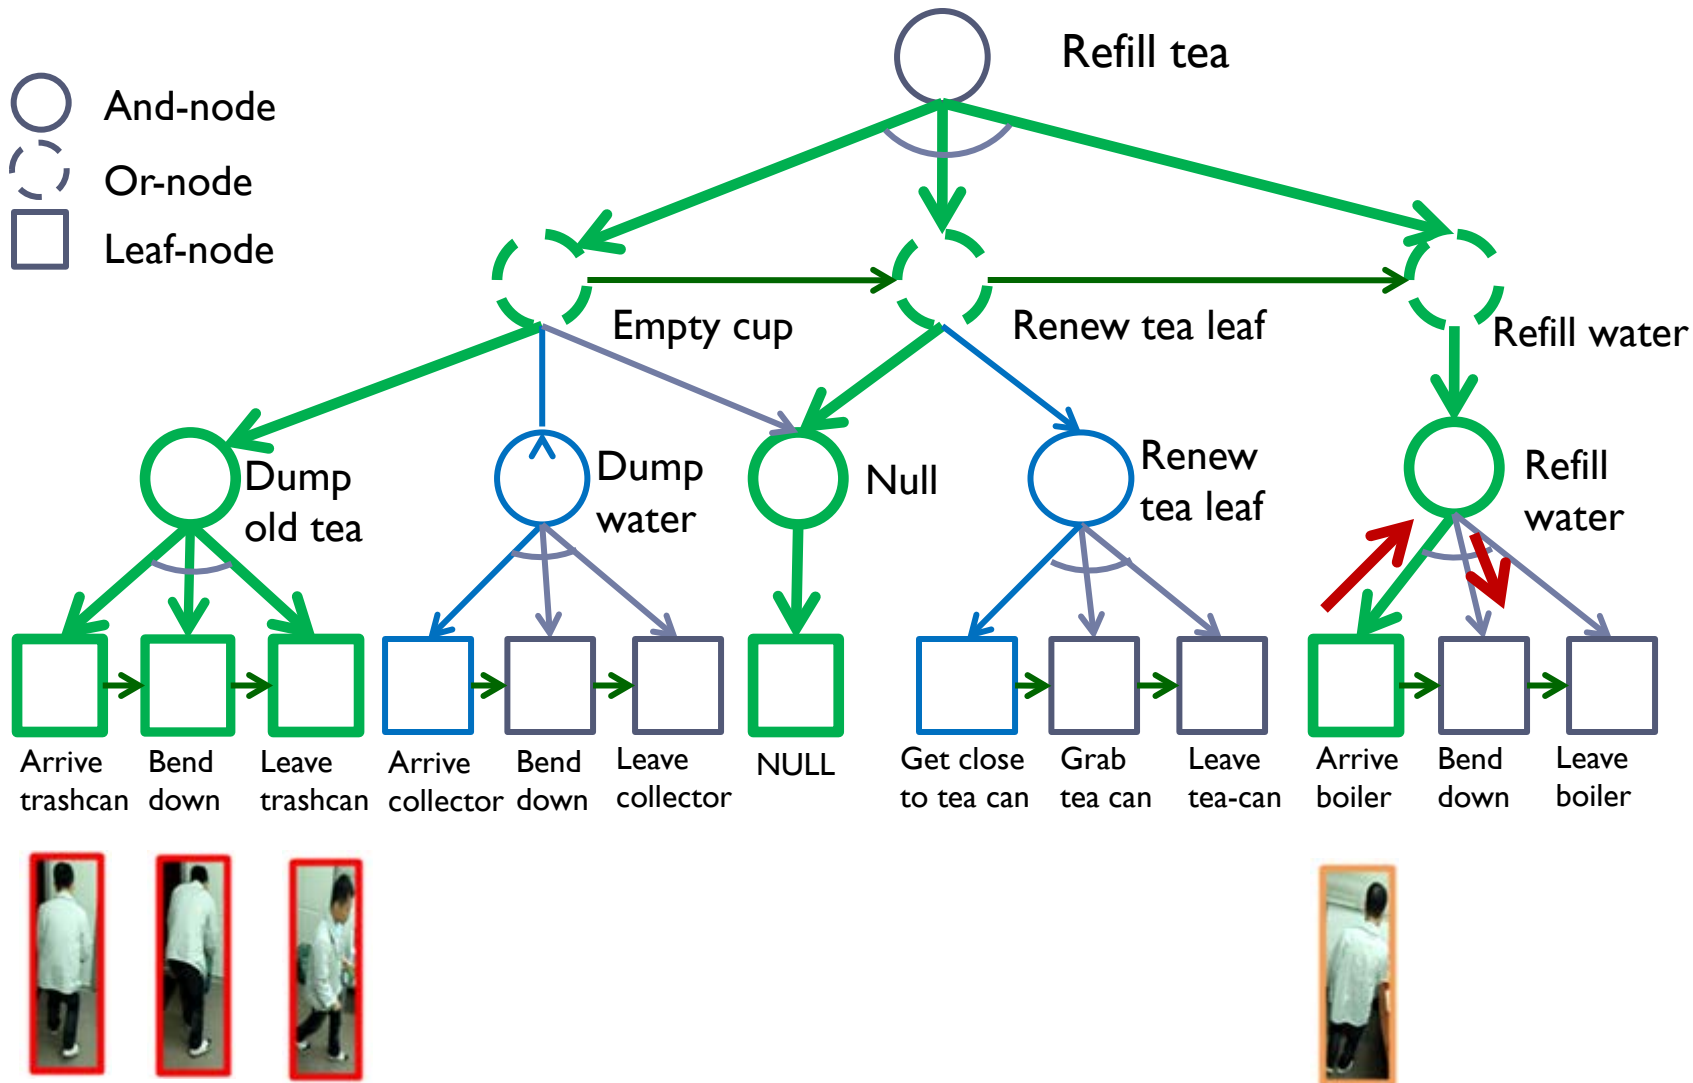 Refill tea
And-node
Or-node
Leaf-node
Empty cup
Renew tea leaf
Refill water
Dump
old tea
Dump
water
Null
Renew
tea leaf
Refill
water
Arrive
trashcan
Bend
down
Leave
trashcan
Arrive
collector
Bend
down
Leave
collector
NULL
Get close
to tea can
Grab
tea can
Leave
tea-can
Arrive
boiler
Bend
down
Leave
boiler